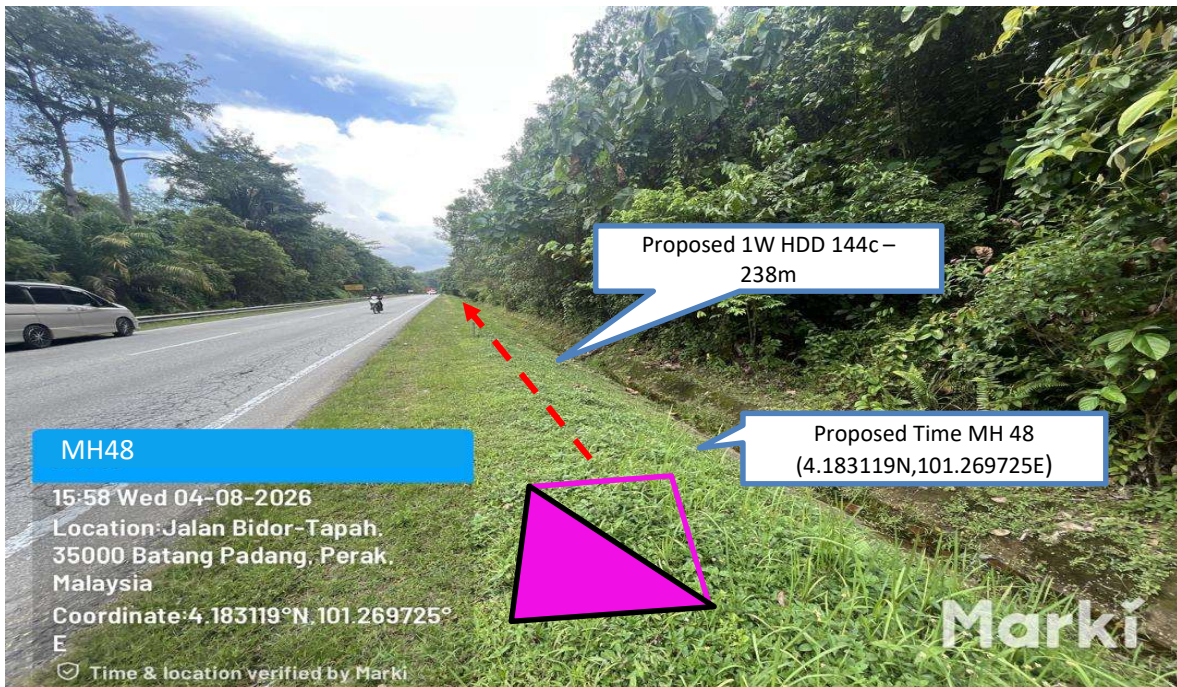 Proposed 1W HDD 144c –
238m
Proposed Time MH 48
(4.183119N,101.269725E)
MH48
15:58 Wed 04-08-2026
Location:Jalan Bidor-Tapah,
35000 Batang Padang, Perak,
Malaysia
Coordinate:4.183119°N,101.269725°
E
Time & location verified by Marki
Marki